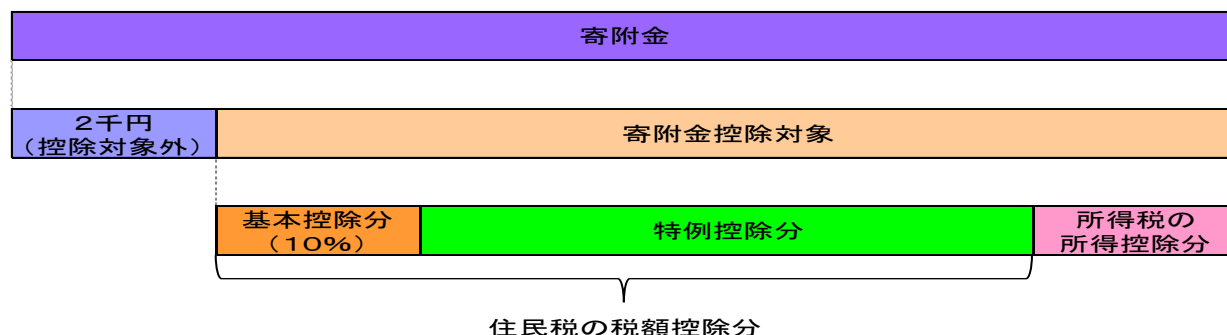 寄附金
2千円
（控除対象外）
寄附金控除対象
基本控除分
（10%）
特例控除分
所得税の
所得控除分
住民税の税額控除分